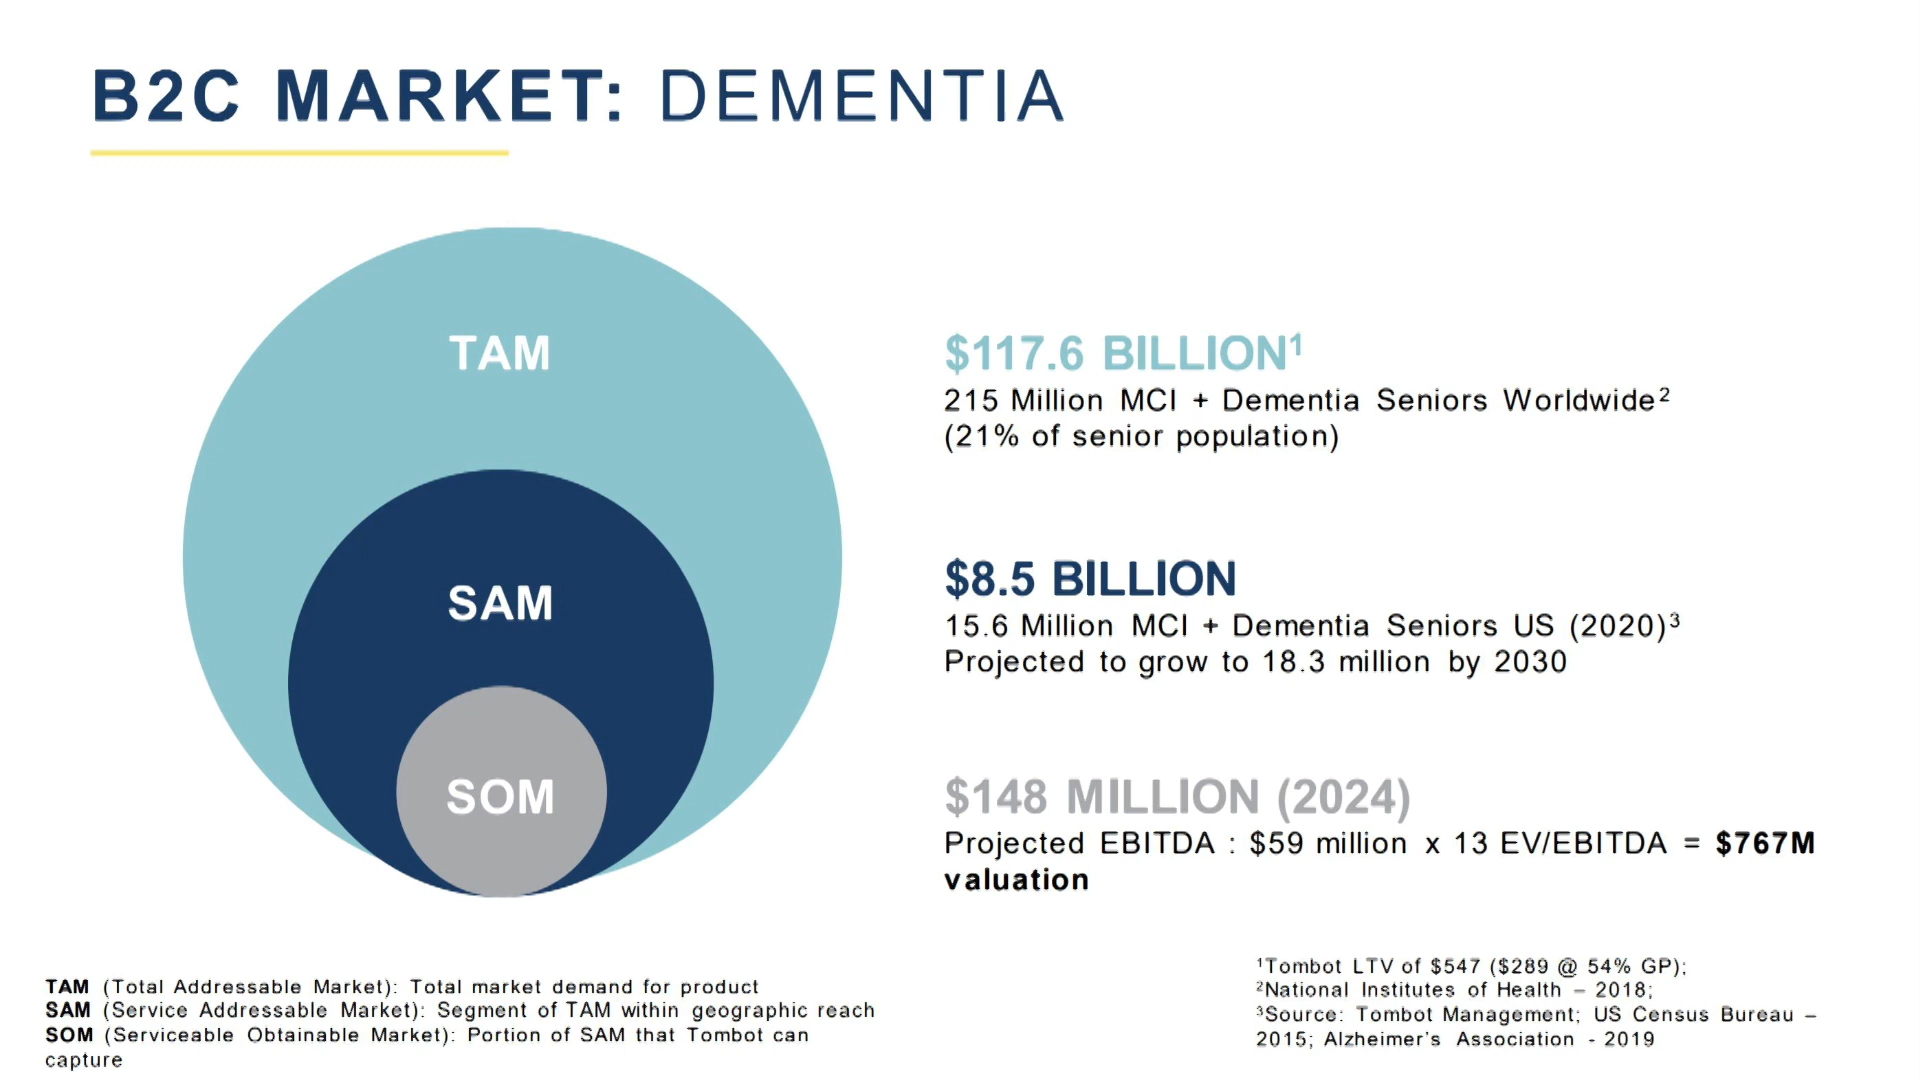 B2C MARKET: DEMENTIA
TAM
$117.6 BILLION¹
215 Million MCI + Dementia Seniors Worldwide²
(21% of senior population)
SAM
$8.5 BILLION
15.6 Million MCI + Dementia Seniors US (2020)³
Projected to grow to 18.3 million by 2030
SOM
$148 MILLION (2024)
Projected EBITDA : $59 million x 13 EV/EBITDA = $767M
valuation
TAM (Total Addressable Market): Total market demand for product
SAM (Service Addressable Market): Segment of TAM within geographic reach
SOM (Serviceable Obtainable Market): Portion of SAM that Tombot can
capture
¹Tombot LTV of $547 ($289 @ 54% GP);
²National Institutes of Health – 2018;
³Source: Tombot Management; US Census Bureau –
2015; Alzheimer's Association - 2019